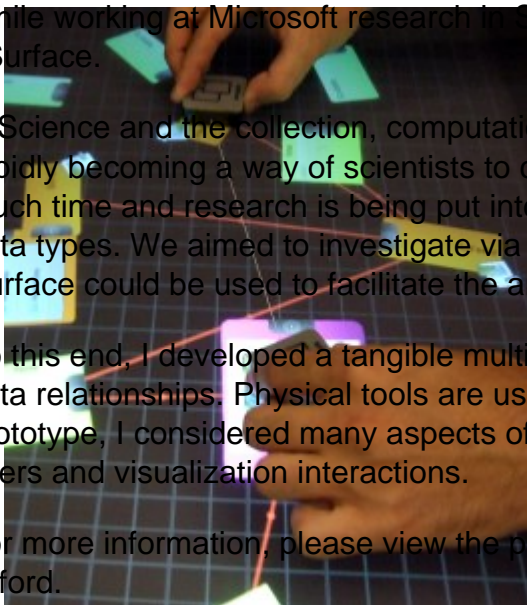 hile working at Microsoft research in
Surface.
Science and the collection, computati
pidly becoming a way of scientists to
uch time and research is being put int
ta types. We aimed to investigate via
urface could be used to facilitate the a
this end, I developed a tangible multi
ta relationships. Physical tools are us
ototype, I considered many aspects of
ers and visualization interactions.
r more information, please view the p
ford.